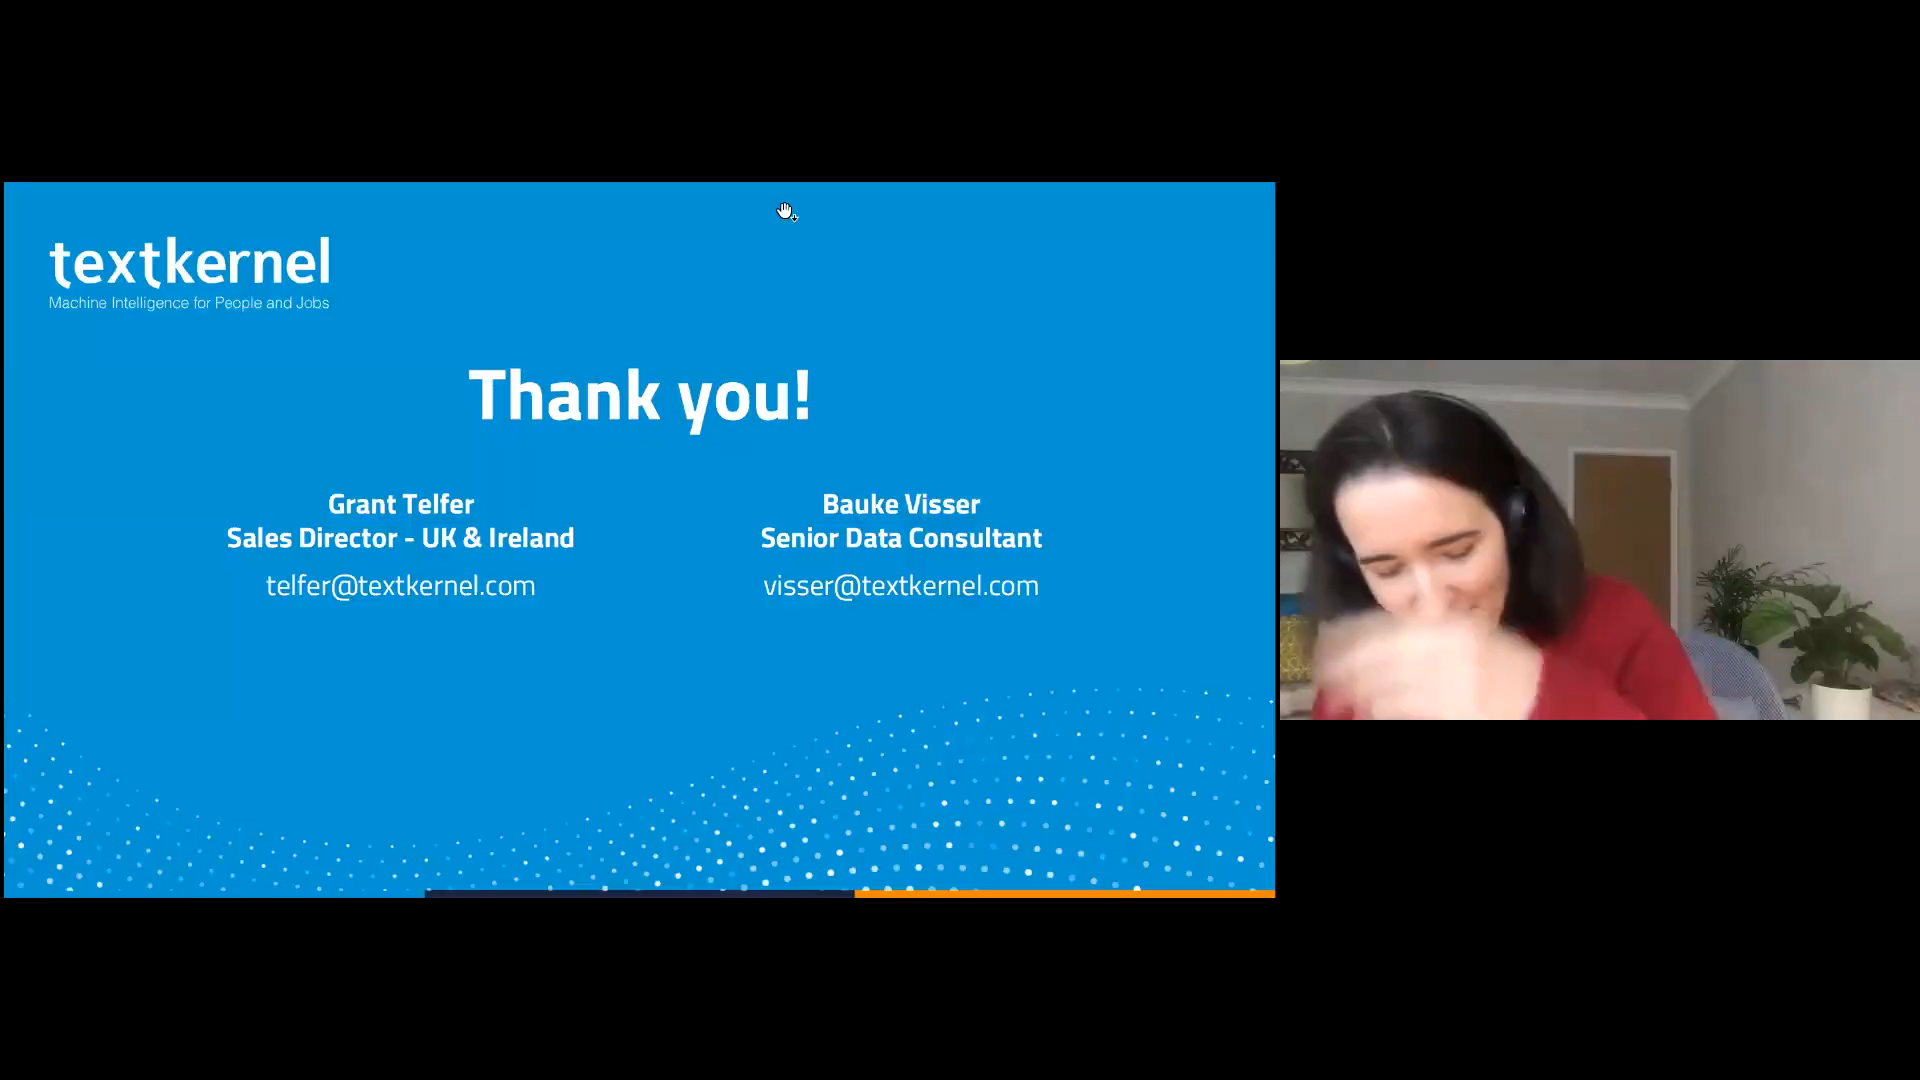 textkernel
Machine Intelligence for People and Jobs
Thank you!
Grant Telfer
Sales Director - UK & Ireland
telfer@textkernel.com
Bauke Visser
Senior Data Consultant
visser@textkernel.com